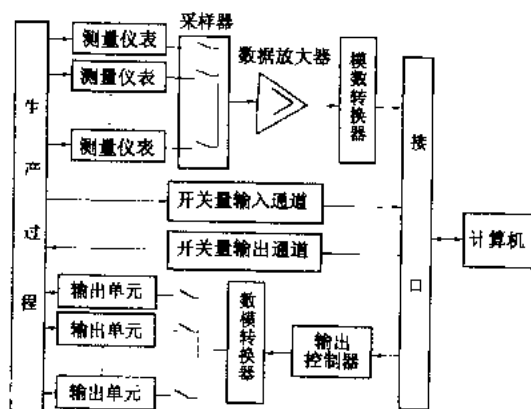 采样器
测量仪表
测量仪表
测量仪表
数据放大器
模数转换器
生产过程
接口
开关量输入通道
开关量输出通道
计算机
输出单元
输出单元
输出单元
数模转换器
输出
控制器